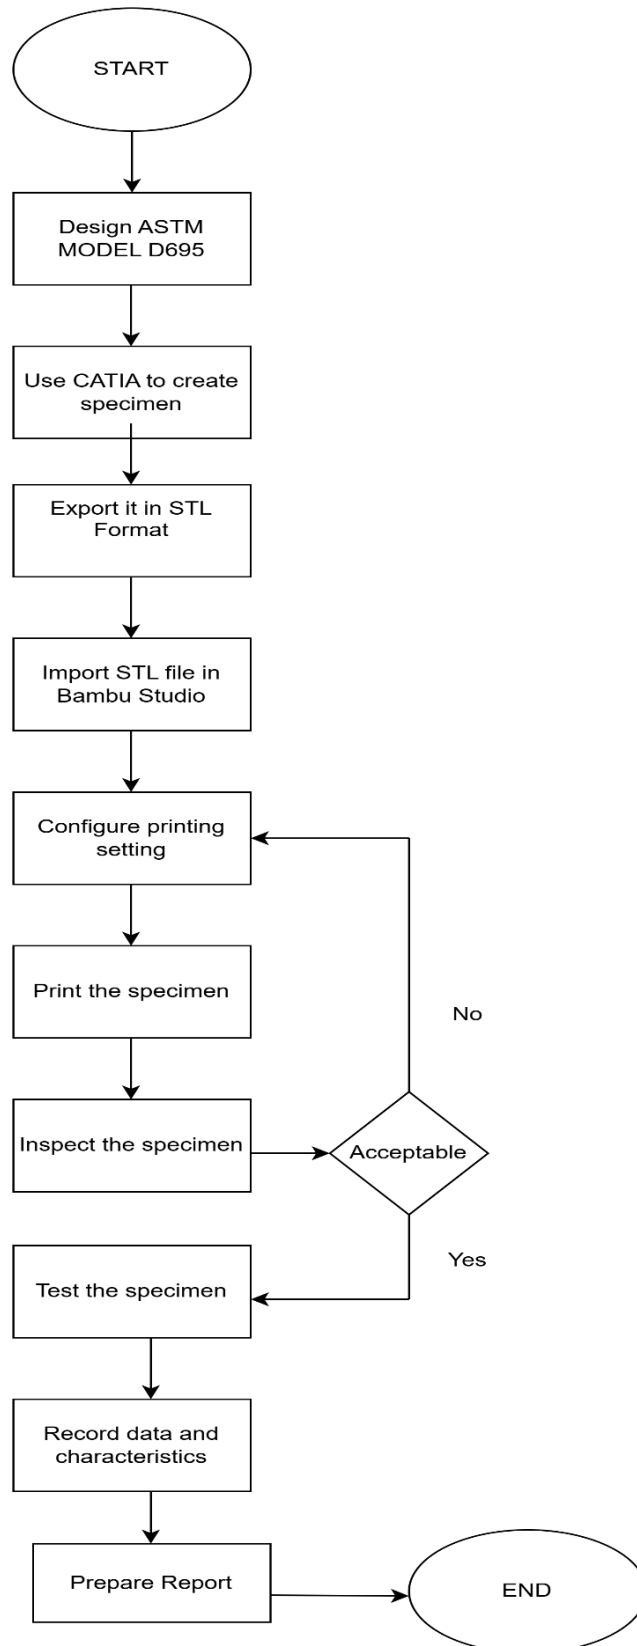 START
Design ASTM
MODEL D695
Use CATIA to create
specimen
Export it in STL
Format
Import STL file in
Bambu Studio
Configure printing
setting
Print the specimen
No
Inspect the specimen
Acceptable
Yes
Test the specimen
Record data and
characteristics
Prepare Report
END